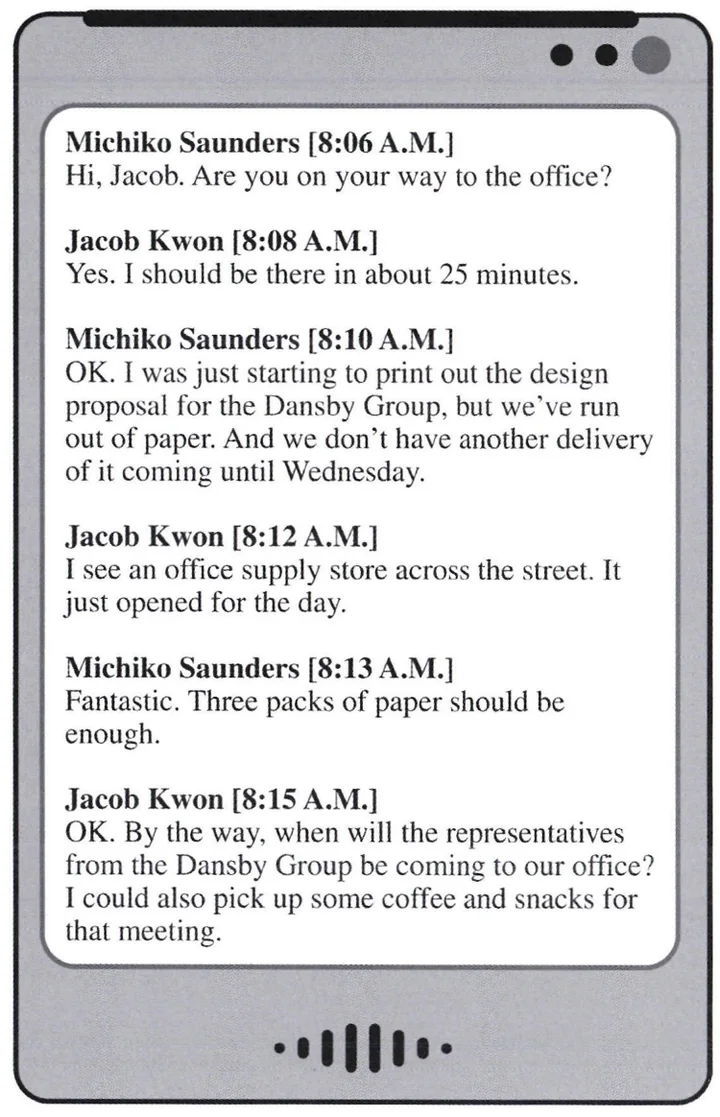 Michiko Saunders [8:06 A.M.]
Hi, Jacob. Are you on your way to the office?
Jacob Kwon [8:08 A.M.]
Yes. I should be there in about 25 minutes.
Michiko Saunders [8:10 A.M.]
OK. I was just starting to print out the design
proposal for the Dansby Group, but we've run
out of paper. And we don't have another delivery
of it coming until Wednesday.
Jacob Kwon [8:12 A.M.]
I see an office supply store across the street. It
just opened for the day.
Michiko Saunders [8:13 A.M.]
Fantastic. Three packs of paper should be
enough.
Jacob Kwon [8:15 A.M.]
OK. By the way, when will the representatives
from the Dansby Group be coming to our office?
I could also pick up some coffee and snacks for
that meeting.